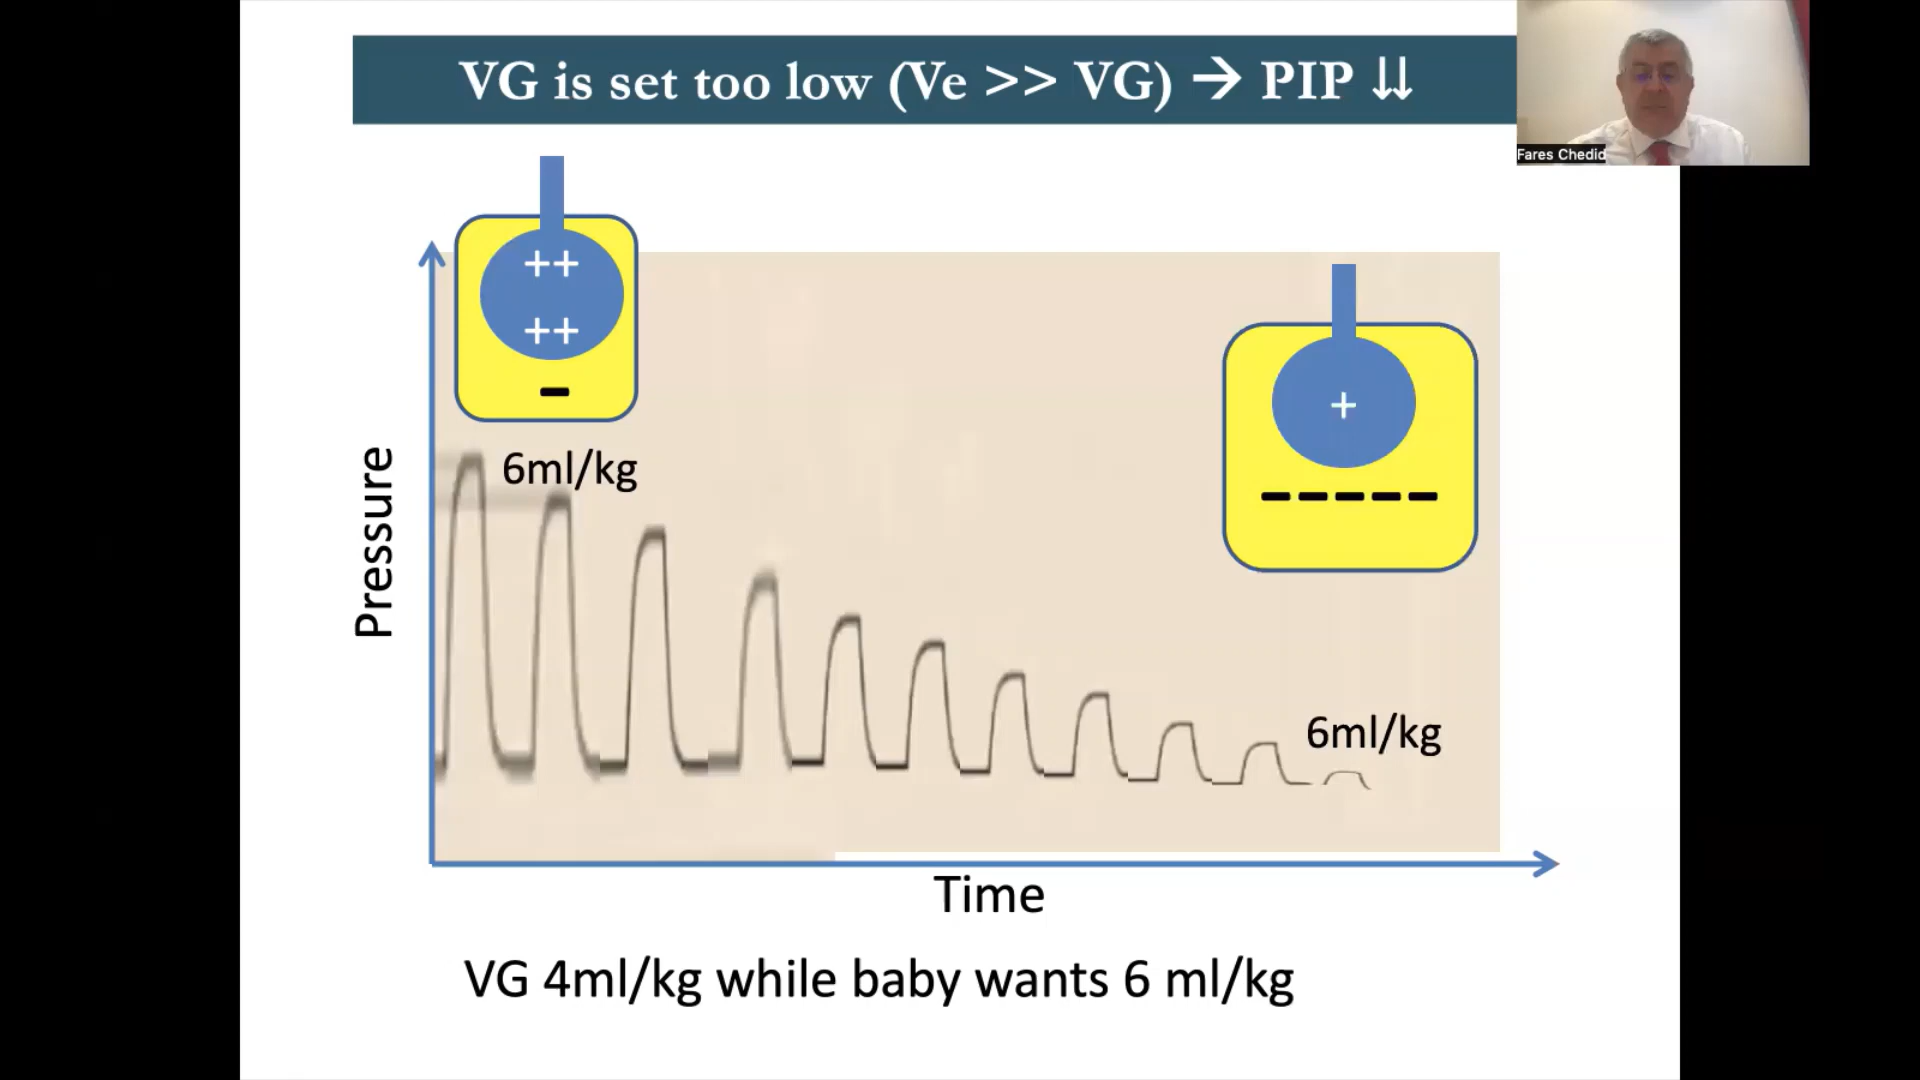 VG is set too low (Ve >> VG) → PIP ⇊
Fares Chedid
++
++
-
+
-----
6ml/kg
Pressure
6ml/kg
Time
VG 4ml/kg while baby wants 6 ml/kg